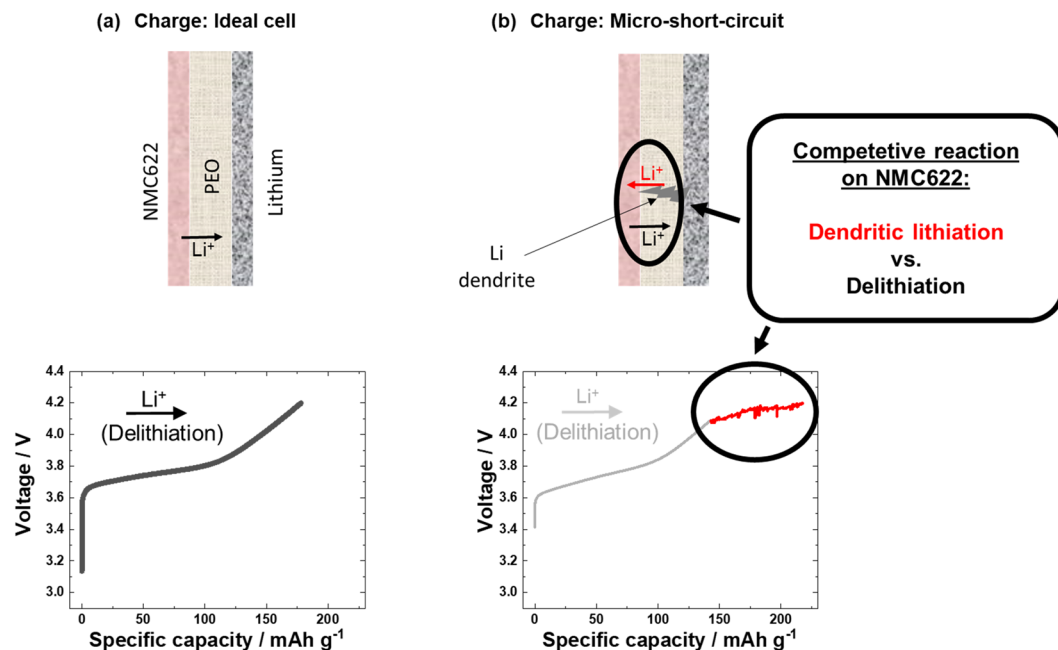 (a) Charge: Ideal cell
NMC622
PEO
Lithium
Li⁺
(b) Charge: Micro-short-circuit
Li⁺
Li⁺
Li
dendrite
Competetive reaction
on NMC622:
Dendritic lithiation
vs.
Delithiation
Voltage / V
4.4
4.2
4.0
3.8
3.6
3.4
3.2
3.0
Li⁺
(Delithiation)
0 50 100 150 200
Specific capacity / mAh g⁻¹
Voltage / V
4.4
4.2
4.0
3.8
3.6
3.4
3.2
3.0
Li⁺
(Delithiation)
0 50 100 150 200
Specific capacity / mAh g⁻¹